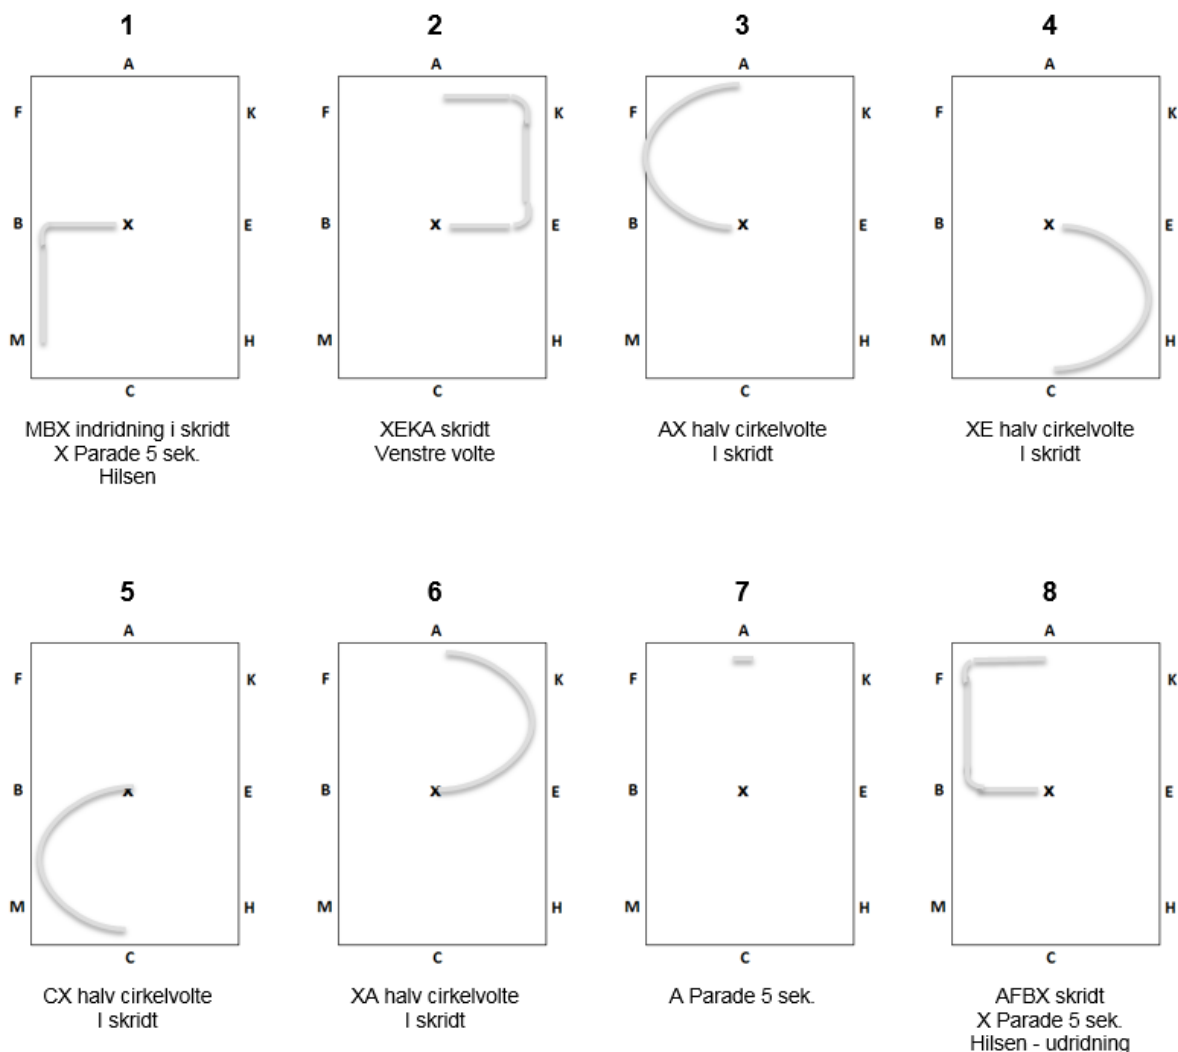 1 2 3 4
A A A A
F K F K F K F K
B X E B X E B X E B X E
M H M H M H M H
C C C C
MBX indridning i skridt
X Parade 5 sek.
Hilsen
XEKA skridt
Venstre volte
AX halv cirkelvolte
I skridt
XE halv cirkelvolte
I skridt
5 6 7 8
A A A A
F K F K F K F K
B X E B X E B X E B X E
M H M H M H M H
C C C C
CX halv cirkelvolte
I skridt
XA halv cirkelvolte
I skridt
A Parade 5 sek.
AFBX skridt
X Parade 5 sek.
Hilsen - udridning